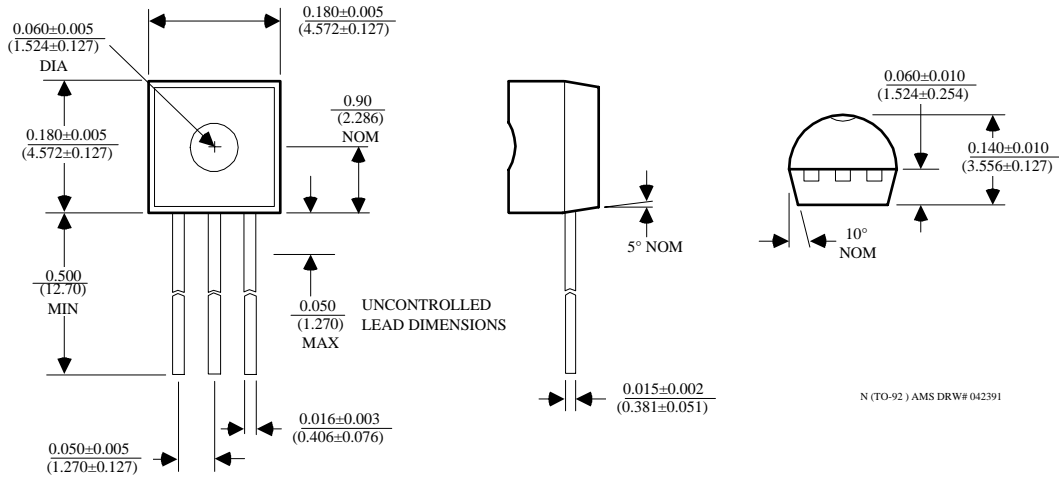 0.060±0.005
(1.524±0.127)
DIA
0.180±0.005
(4.572±0.127)
0.180±0.005
(4.572±0.127)
0.90
(2.286)
NOM
0.500
(12.70)
MIN
0.050
(1.270)
MAX
UNCONTROLLED
LEAD DIMENSIONS
0.016±0.003
(0.406±0.076)
0.050±0.005
(1.270±0.127)
5° NOM
0.015±0.002
(0.381±0.051)
0.060±0.010
(1.524±0.254)
0.140±0.010
(3.556±0.127)
10°
NOM
N (TO-92 ) AMS DRW# 042391